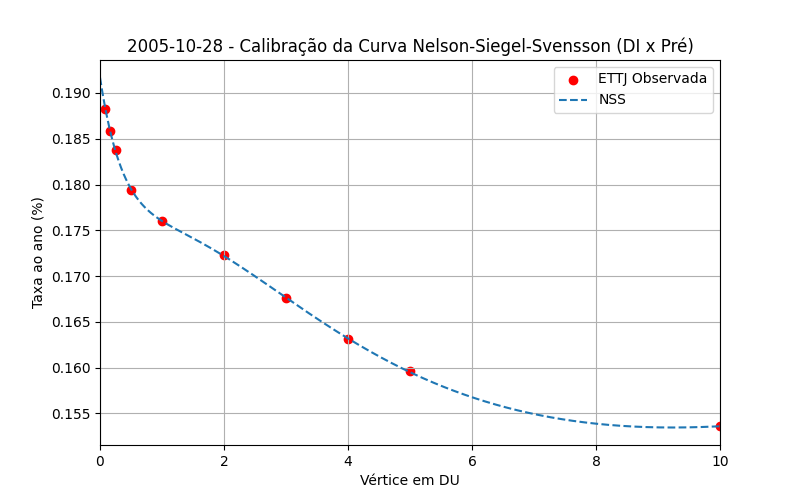 2005-10-28 - Calibração da Curva Nelson-Siegel-Svensson (DI x Pré)
ETTJ Observada
NSS
Taxa ao ano (%)
0.190
0.185
0.180
0.175
0.170
0.165
0.160
0.155
0 2 4 6 8 10
Vértice em DU